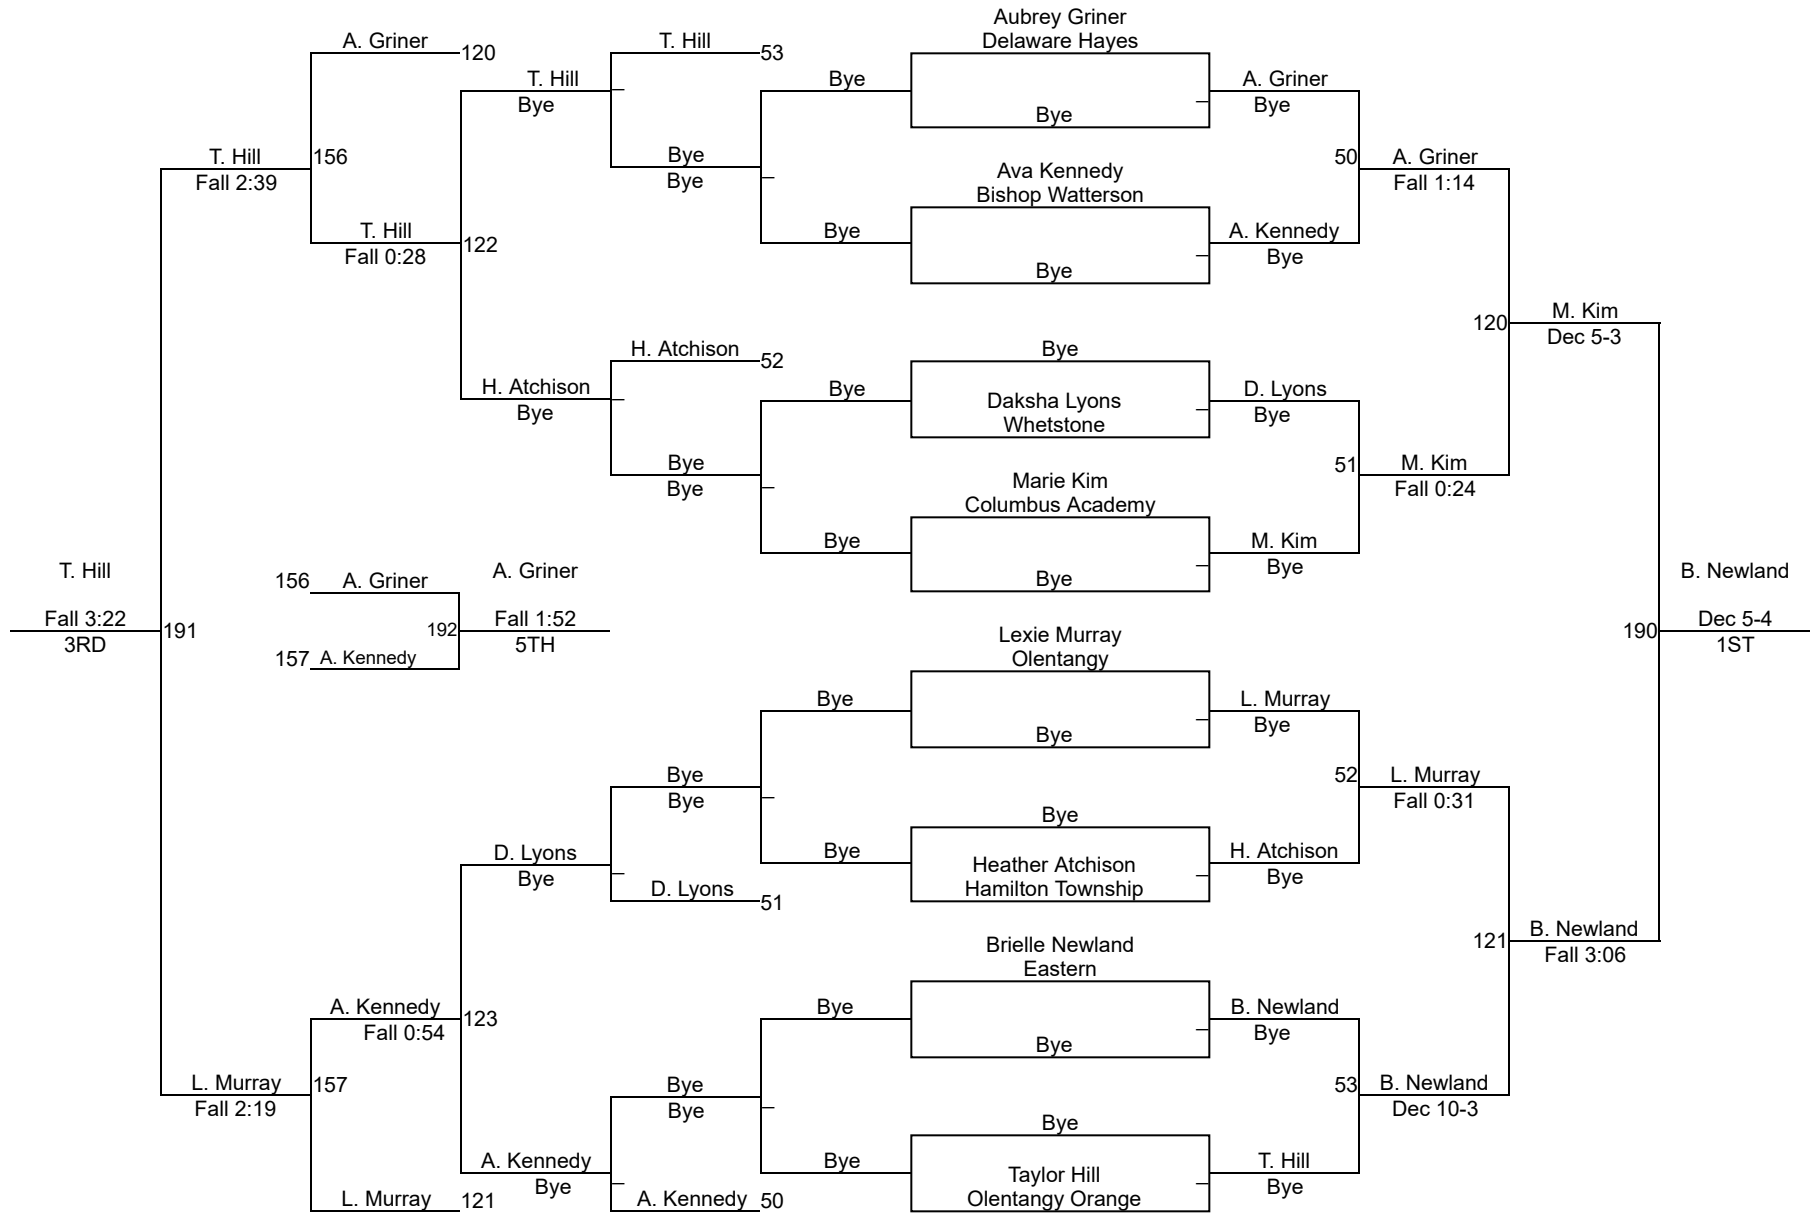 Aubrey Griner
Delaware Hayes
A. Griner
120
T. Hill
53
T. Hill
Bye
Bye
Bye
A. Griner
Bye
T. Hill
Fall 2:39
156
Bye
Bye
Ava Kennedy
Bishop Watterson
50
A. Griner
Fall 1:14
T. Hill
Fall 0:28
122
Bye
Bye
A. Kennedy
Bye
120
M. Kim
Dec 5-3
H. Atchison
52
Bye
H. Atchison
Bye
Bye
Daksha Lyons
Whetstone
D. Lyons
Bye
Bye
Bye
Marie Kim
Columbus Academy
51
M. Kim
Fall 0:24
Bye
Bye
M. Kim
Bye
T. Hill
Fall 3:22
3RD
191
156
A. Griner
157
A. Kennedy
192
A. Griner
Fall 1:52
5TH
B. Newland
190
Dec 5-4
1ST
Lexie Murray
Olentangy
Bye
Bye
L. Murray
Bye
Bye
Bye
52
L. Murray
Fall 0:31
D. Lyons
Bye
Bye
Bye
Heather Atchison
Hamilton Township
H. Atchison
Bye
D. Lyons
51
121
B. Newland
Fall 3:06
Brielle Newland
Eastern
A. Kennedy
Fall 0:54
123
Bye
Bye
B. Newland
Bye
L. Murray
Fall 2:19
157
Bye
Bye
53
B. Newland
Dec 10-3
Bye
A. Kennedy
Bye
Bye
Taylor Hill
Olentangy Orange
T. Hill
Bye
L. Murray
121
A. Kennedy
50